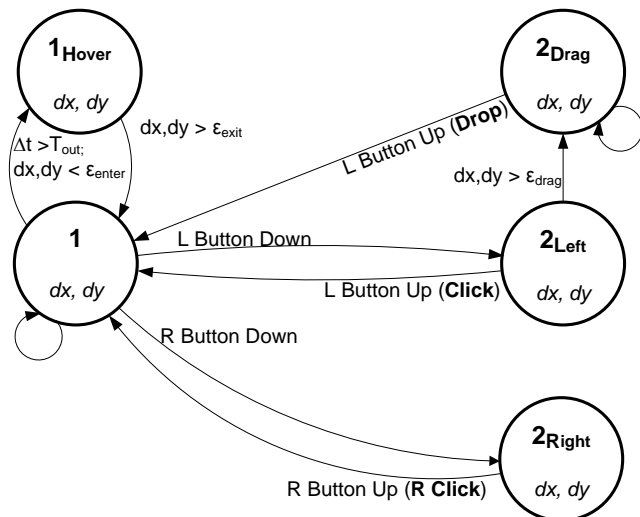 1Hover
dx, dy
2Drag
dx, dy
Δt >Tout;
dx,dy < εenter
dx,dy > εexit
L Button Up (Drop)
dx,dy > εdrag
1
dx, dy
L Button Down
L Button Up (Click)
2Left
dx, dy
R Button Down
R Button Up (R Click)
2Right
dx, dy